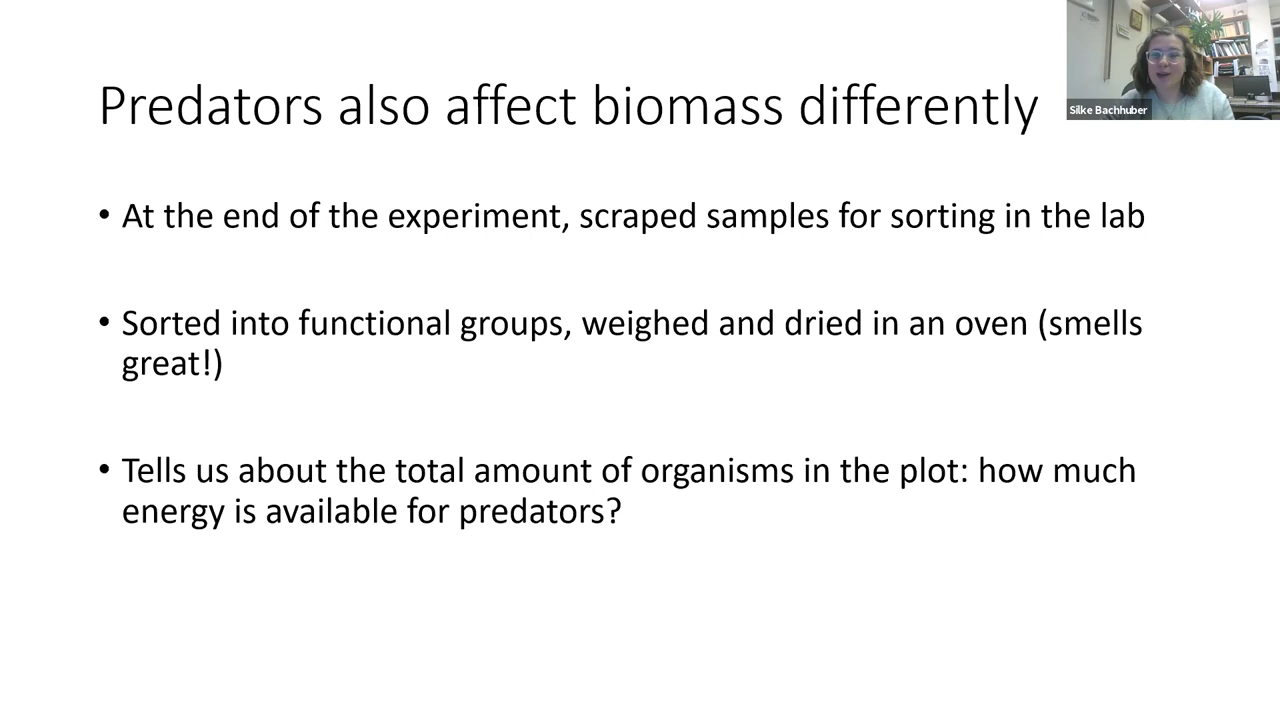 Predators also affect biomass differently
Silke Bachhuber
• At the end of the experiment, scraped samples for sorting in the lab
• Sorted into functional groups, weighed and dried in an oven (smells
great!)
• Tells us about the total amount of organisms in the plot: how much
energy is available for predators?